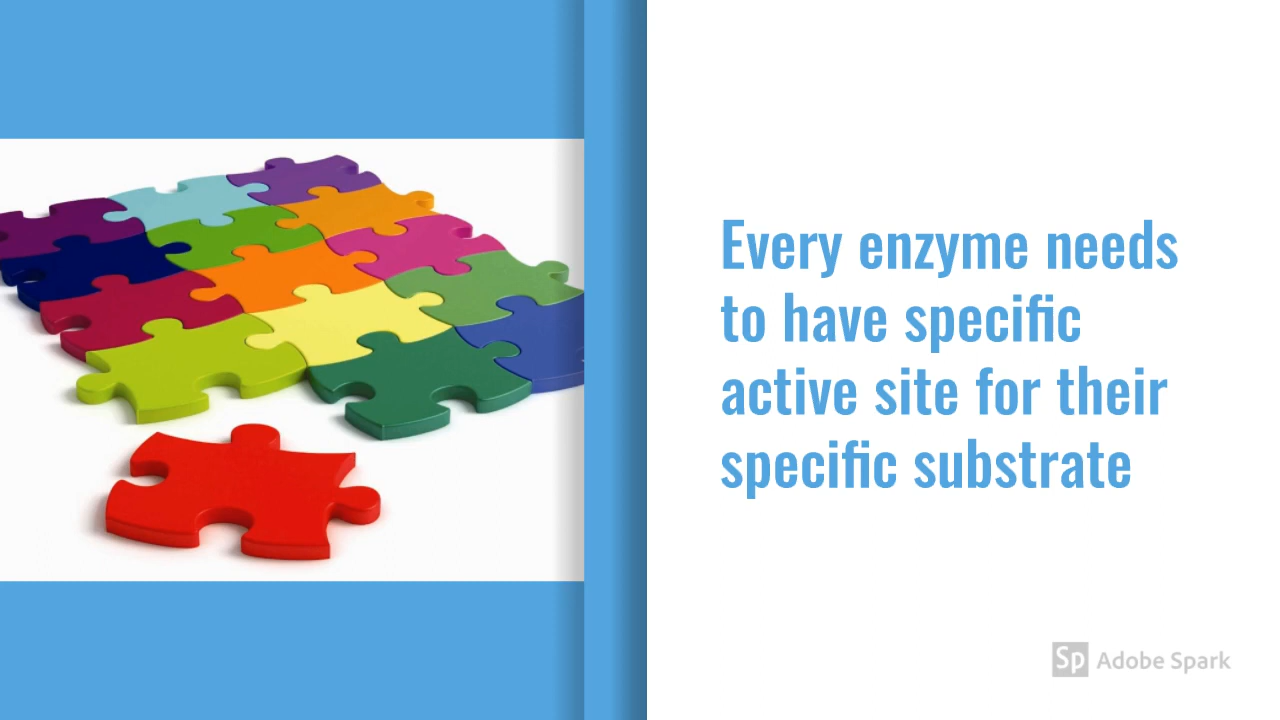 Every enzyme needs
to have specific
active site for their
specific substrate
Sp Adobe Spark